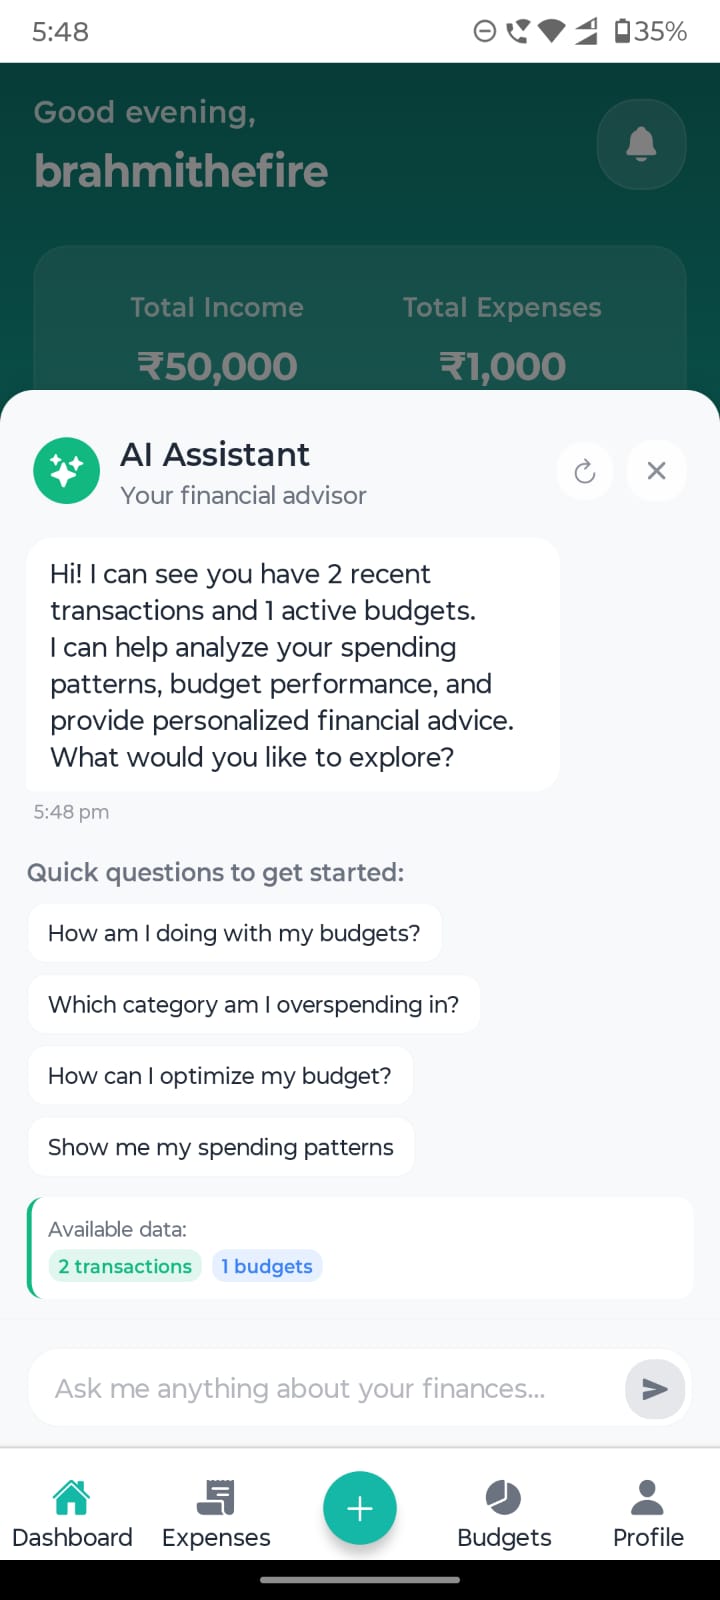 5:48
35%
Good evening,
brahmithefire
Total Income
Total Expenses
₹50,000
₹1,000
AI Assistant
Your financial advisor
Hi! I can see you have 2 recent
transactions and 1 active budgets.
I can help analyze your spending
patterns, budget performance, and
provide personalized financial advice.
What would you like to explore?
5:48 pm
Quick questions to get started:
How am I doing with my budgets?
Which category am I overspending in?
How can I optimize my budget?
Show me my spending patterns
Available data:
2 transactions
1 budgets
Ask me anything about your finances...
Dashboard
Expenses
Budgets
Profile